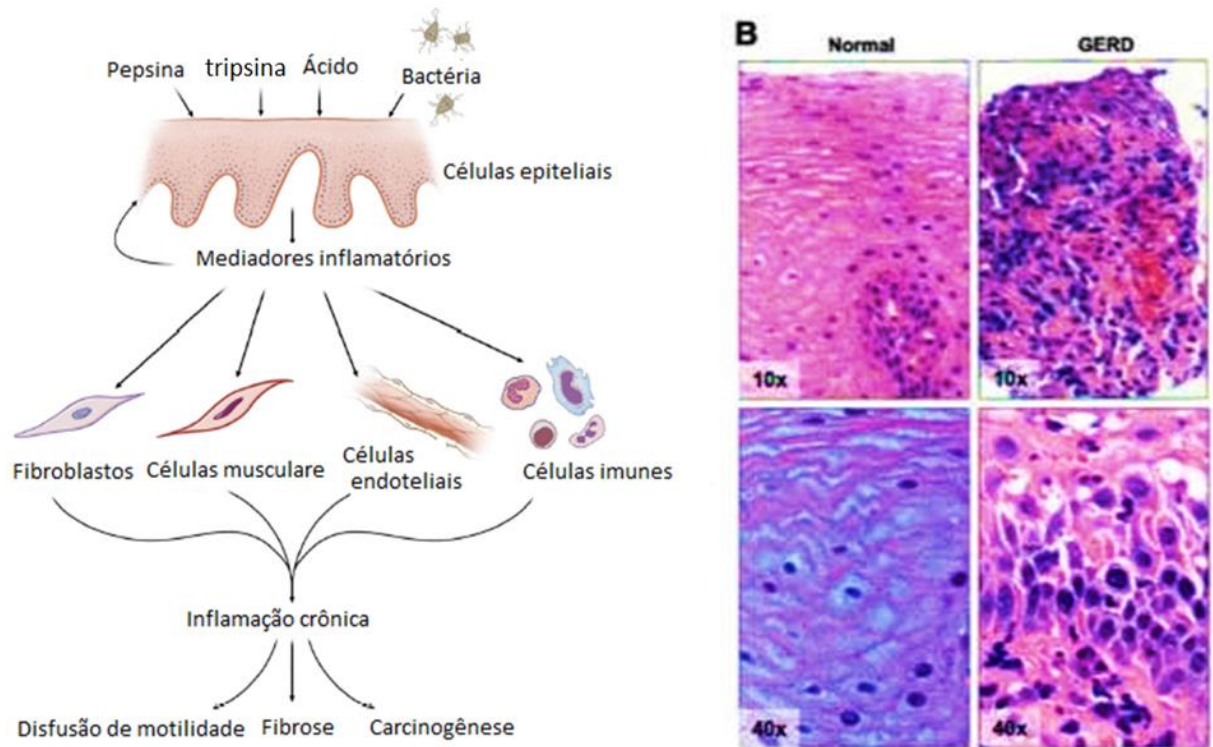 Pepsina tripsina Ácido Bactéria
Células epiteliais
Mediadores inflamatórios
Fibroblastos
Células musculare
Células
endoteliais
Células imunes
Inflamação crônica
Disfusão de motilidade Fibrose Carcinogênese
B
Normal GERD
10x 10x
40x 40x